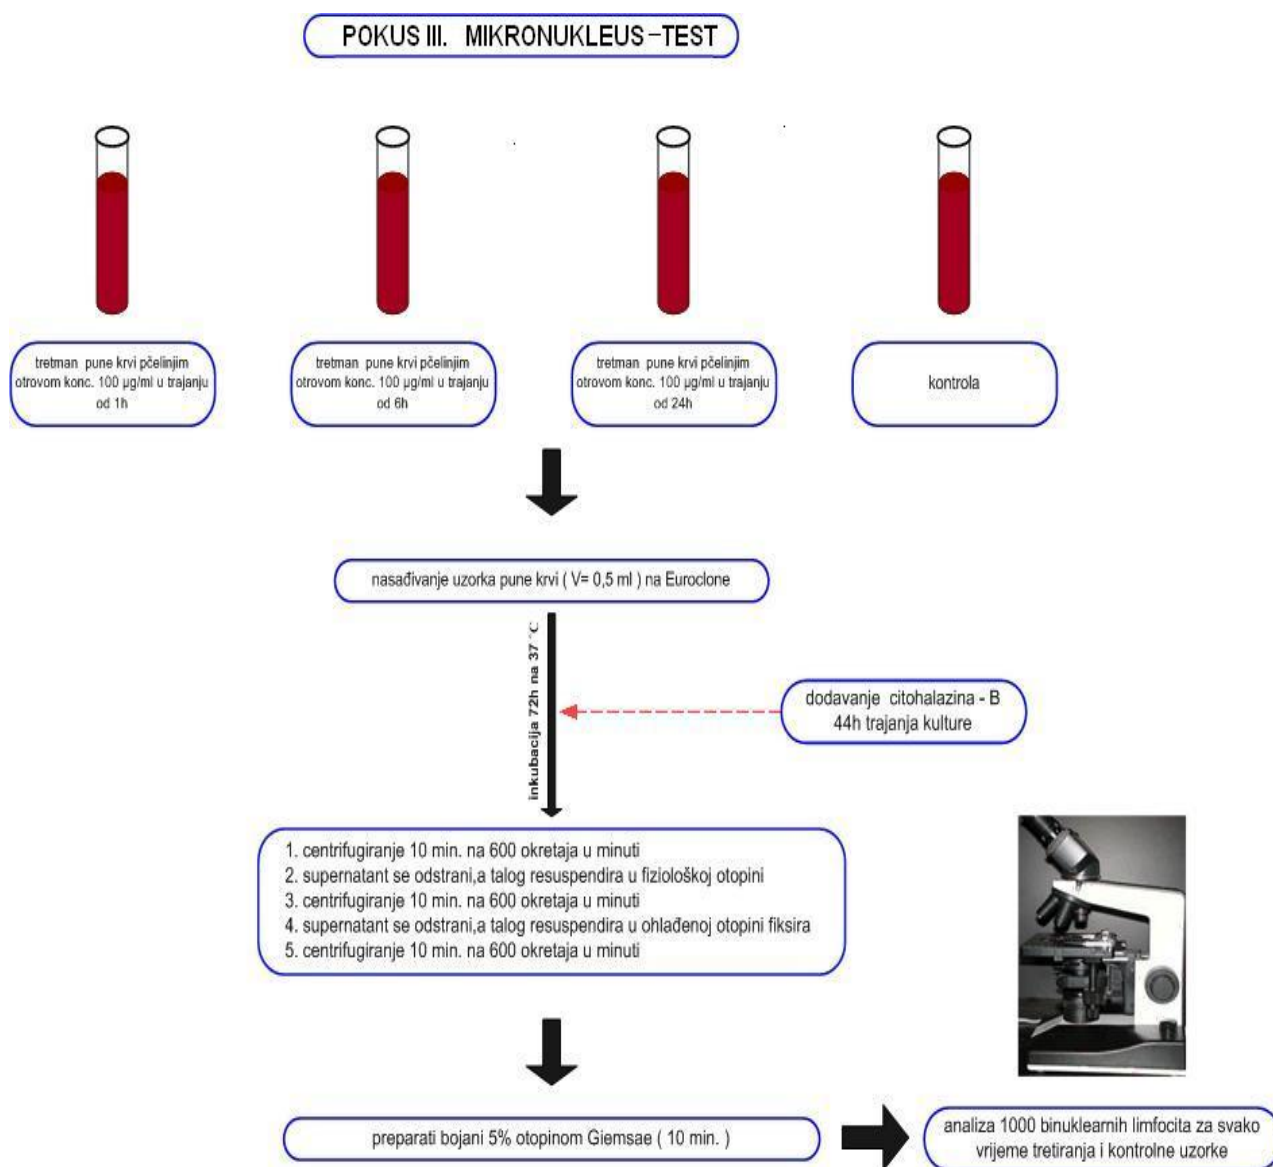 POKUS III. MIKRONUKLEUS-TEST
tretman pune krvi pčelinjim
otrovom konc. 100 µg/ml u trajanju
od 1h
tretman pune krvi pčelinjim
otrovom konc. 100 µg/ml u trajanju
od 6h
tretman pune krvi pčelinjim
otrovom konc. 100 µg/ml u trajanju
od 24h
kontrola
nasađivanje uzorka pune krvi ( V= 0,5 ml ) na Euroclone
inkubacija 72h na 37 °C
dodavanje citohalazina - B
44h trajanja kulture
1. centrifugiranje 10 min. na 600 okretaja u minuti
2. supernatant se odstrani,a talog resuspendira u fiziološkoj otopini
3. centrifugiranje 10 min. na 600 okretaja u minuti
4. supernatant se odstrani,a talog resuspendira u ohlađenoj otopini fiksira
5. centrifugiranje 10 min. na 600 okretaja u minuti
preparati bojani 5% otopinom Giemsae ( 10 min. )
analiza 1000 binuklearnih limfocita za svako
vrijeme tretiranja i kontrolne uzorke